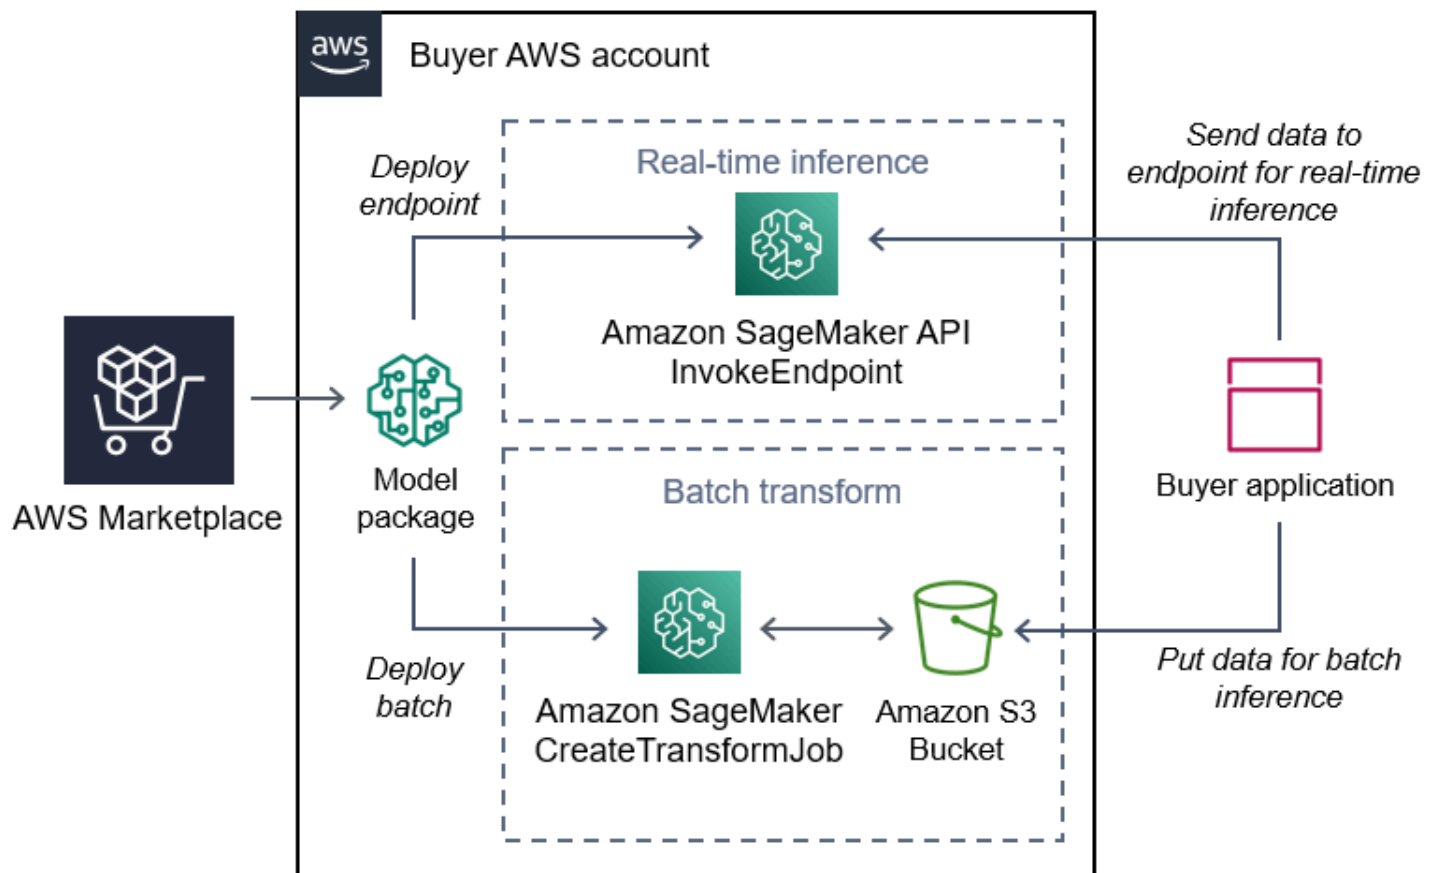 aws
Buyer AWS account
Deploy
endpoint
Real-time inference
Amazon SageMaker API
InvokeEndpoint
Send data to
endpoint for real-time
inference
AWS Marketplace
Model
package
Buyer application
Deploy
batch
Batch transform
Amazon SageMaker
CreateTransformJob
Amazon S3
Bucket
Put data for batch
inference